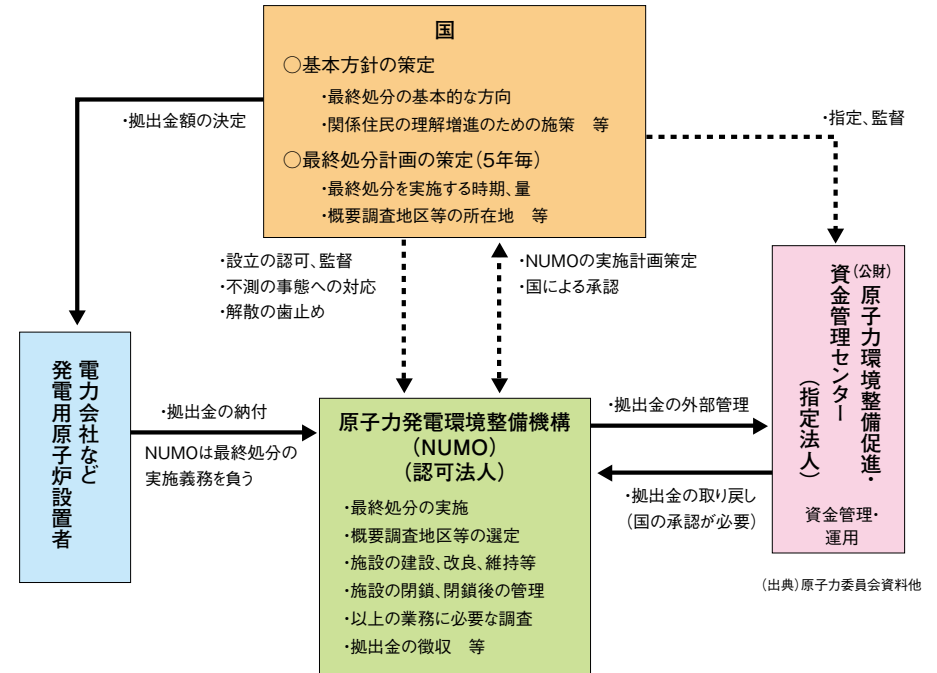 国
○基本方針の策定
・最終処分の基本的な方向
・関係住民の理解増進のための施策　等
○最終処分計画の策定(5年毎)
・最終処分を実施する時期、量
・概要調査地区等の所在地　等
・拠出金額の決定
・指定、監督
・設立の認可、監督
・不測の事態への対応
・解散の歯止め
・NUMOの実施計画策定
・国による承認
電力会社など
発電用原子炉設置者
・拠出金の納付
NUMOは最終処分の
実施義務を負う
原子力発電環境整備機構
(NUMO)
(認可法人)
・最終処分の実施
・概要調査地区等の選定
・施設の建設、改良、維持等
・施設の閉鎖、閉鎖後の管理
・以上の業務に必要な調査
・拠出金の徴収　等
・拠出金の外部管理
・拠出金の取り戻し
(国の承認が必要)
(公財)原子力環境整備促進・
資金管理センター
(指定法人)
資金管理・
運用
(出典)原子力委員会資料他